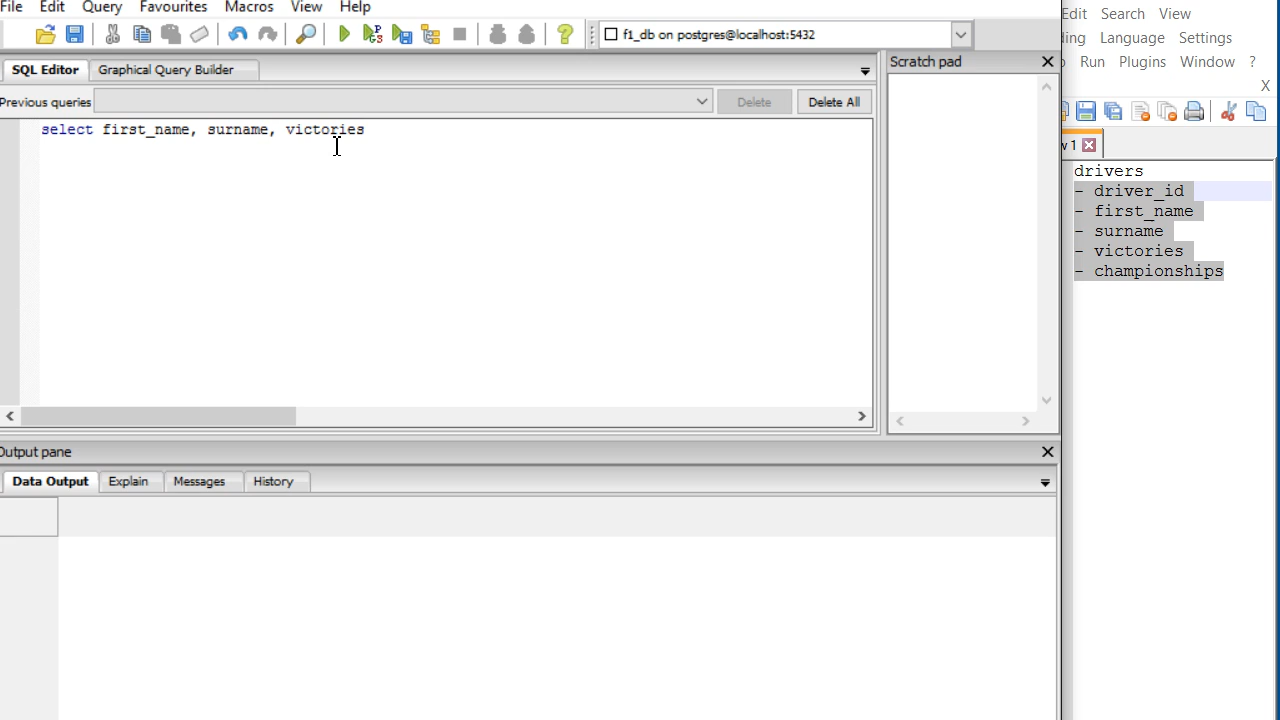 File Edit Query Favourites Macros View Help
f1_db on postgres@localhost:5432
SQL Editor Graphical Query Builder
Previous queries Delete Delete All
select first_name, surname, victories
Scratch pad
Output pane
Data Output Explain Messages History
Edit Search View
Language Settings
Run Plugins Window ?
X
1
drivers
- driver_id
- first_name
- surname
- victories
- championships